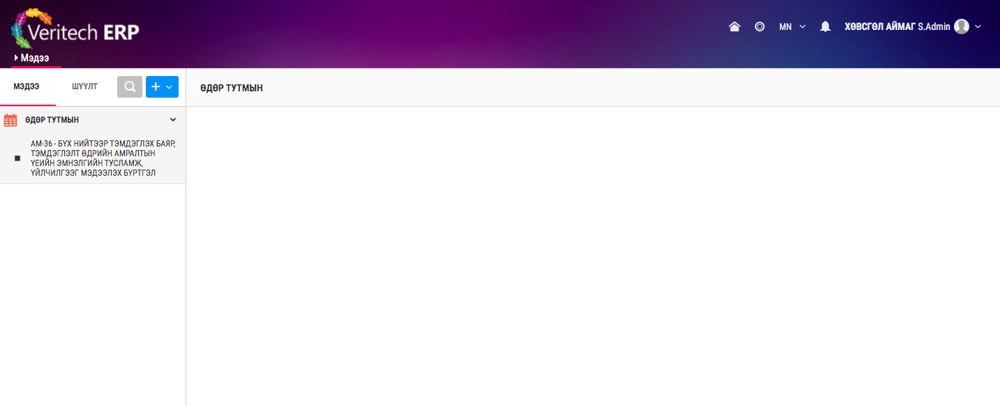 Veritech ERP
MN
ХӨВСГӨЛ АЙМАГ S.Admin
Мэдээ
МЭДЭЭ
ШҮҮЛТ
ӨДӨР ТУТМЫН
ӨДӨР ТУТМЫН
АМ-36 - БҮХ НИЙТЭЭР ТЭМДЭГЛЭХ БАЯР,
ТЭМДЭГЛЭЛТ ӨДРИЙН АМРАЛТЫН
ҮЕИЙН ЭМНЭЛГИЙН ТУСЛАМЖ,
ҮЙЛЧИЛГЭЭГ МЭДЭЭЛЭХ БҮРТГЭЛ